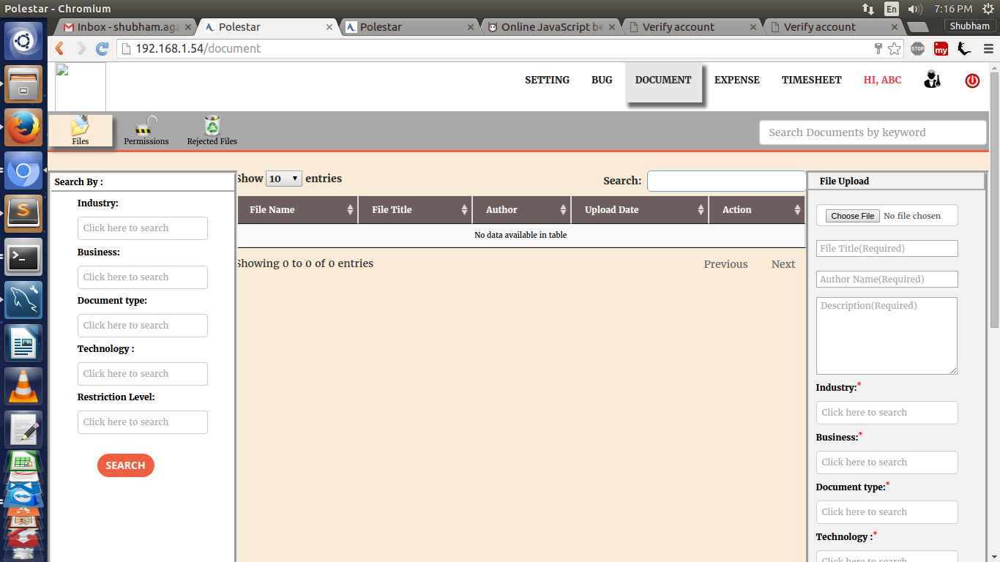 Polestar - Chromium
En
7:16 PM
Inbox - shubham.aga
Polestar
Polestar
Online JavaScript be
Verify account
Verify account
Shubham
192.168.1.54/document
STOP
my
SETTING
BUG
DOCUMENT
EXPENSE
TIMESHEET
HI, ABC
Files
Permissions
Rejected Files
Search Documents by keyword
Search By :
Industry:
Click here to search
Business:
Click here to search
Document type:
Click here to search
Technology :
Click here to search
Restriction Level:
Click here to search
SEARCH
Show 10 entries
Search:
File Name
File Title
Author
Upload Date
Action
No data available in table
Showing 0 to 0 of 0 entries
Previous
Next
File Upload
Choose File No file chosen
File Title(Required)
Author Name(Required)
Description(Required)
Industry:*
Click here to search
Business:*
Click here to search
Document type:*
Click here to search
Technology :*
Click here to search